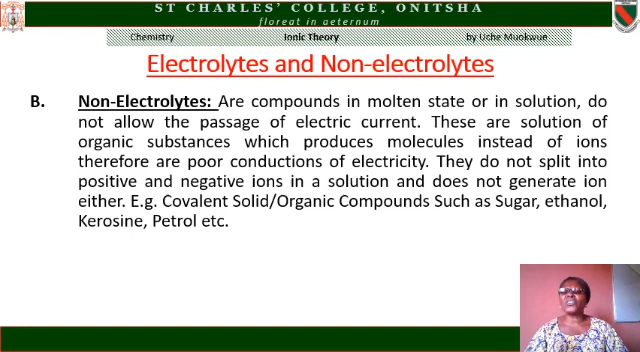 ST CHARLES' COLLEGE, ONITSHA
floreat in aeternum
Chemistry Ionic Theory by Uche Muokwue
Electrolytes and Non-electrolytes
B. Non-Electrolytes: Are compounds in molten state or in solution, do
not allow the passage of electric current. These are solution of
organic substances which produces molecules instead of ions
therefore are poor conductions of electricity. They do not split into
positive and negative ions in a solution and does not generate ion
either. E.g. Covalent Solid/Organic Compounds Such as Sugar, ethanol,
Kerosine, Petrol etc.